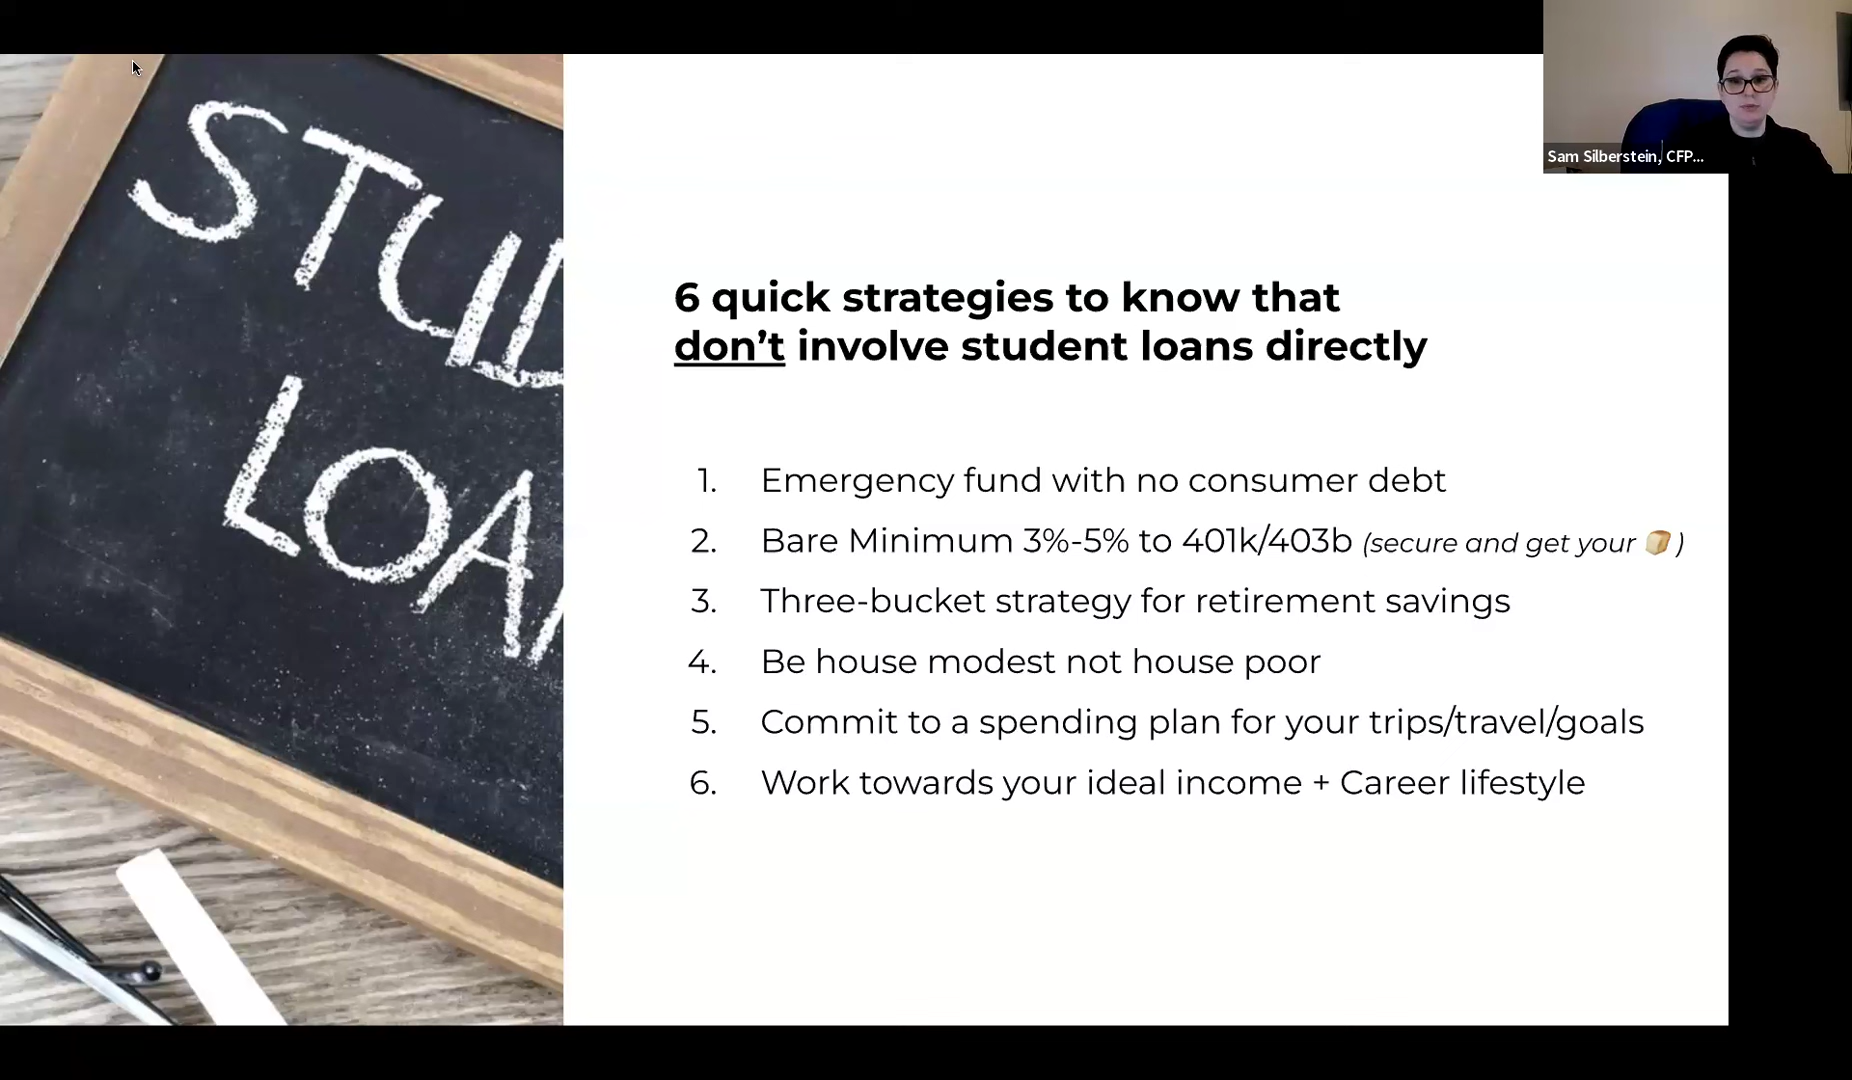 STUD
LOA
Sam Silberstein, CFP...
6 quick strategies to know that
don’t involve student loans directly
1. Emergency fund with no consumer debt
2. Bare Minimum 3%-5% to 401k/403b (secure and get your 🍞)
3. Three-bucket strategy for retirement savings
4. Be house modest not house poor
5. Commit to a spending plan for your trips/travel/goals
6. Work towards your ideal income + Career lifestyle